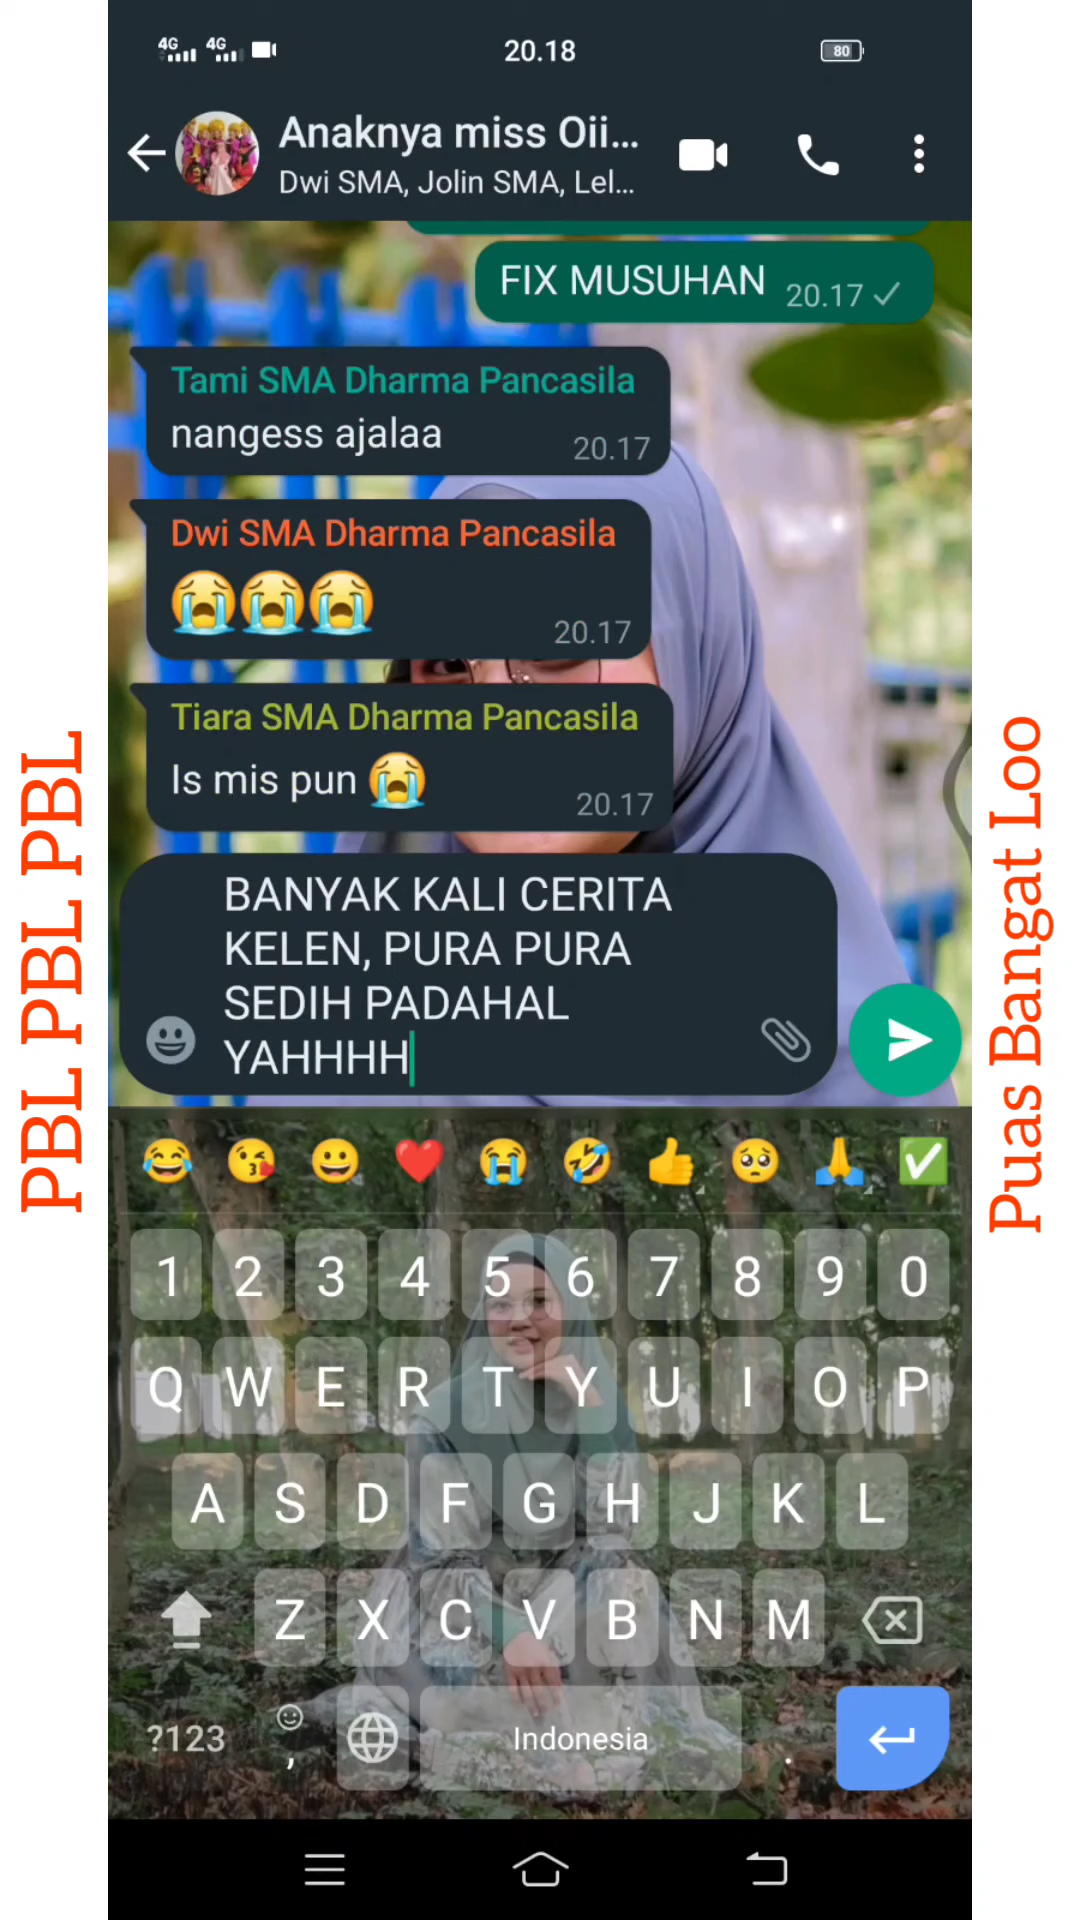 4G 4G 20.18 80
Anaknya miss Oii...
Dwi SMA, Jolin SMA, Lel...
FIX MUSUHAN 20.17
Tami SMA Dharma Pancasila
nangess ajalaa 20.17
Dwi SMA Dharma Pancasila
😭😭😭 20.17
Tiara SMA Dharma Pancasila
Is mis pun 😭 20.17
BANYAK KALI CERITA
KELEN, PURA PURA
SEDIH PADAHAL
YAHHHH
PBL PBL PBL
Puas Bangat Loo
1 2 3 4 5 6 7 8 9 0
Q W E R T Y U I O P
A S D F G H J K L
Z X C V B N M
?123 , Indonesia .